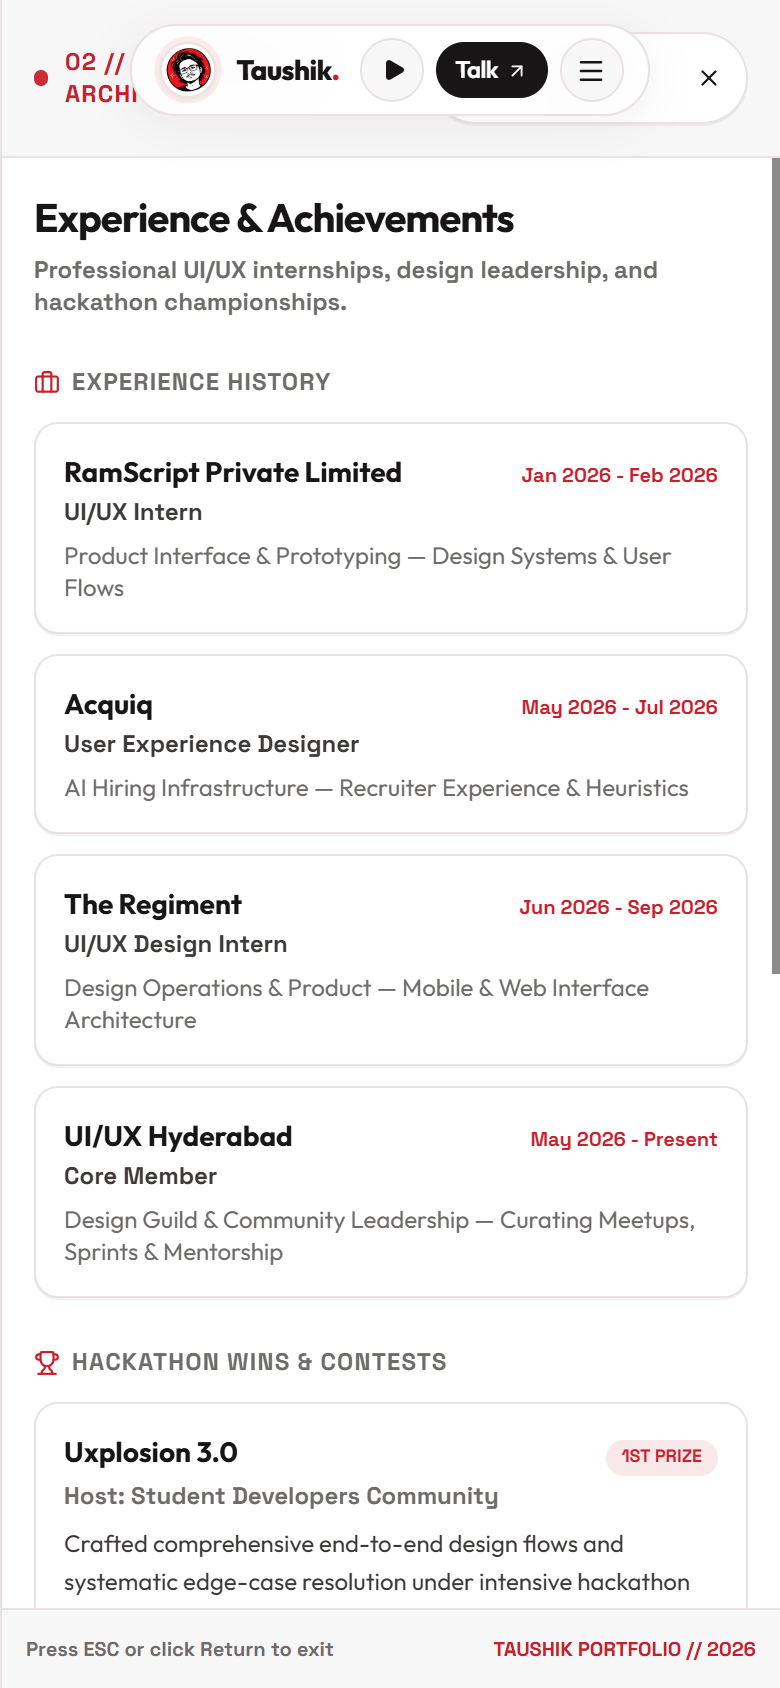 02 //
ARCHI
Taushik.
Talk
Experience & Achievements
Professional UI/UX internships, design leadership, and
hackathon championships.
EXPERIENCE HISTORY
RamScript Private Limited
Jan 2026 - Feb 2026
UI/UX Intern
Product Interface & Prototyping — Design Systems & User
Flows
Acquiq
May 2026 - Jul 2026
User Experience Designer
AI Hiring Infrastructure — Recruiter Experience & Heuristics
The Regiment
Jun 2026 - Sep 2026
UI/UX Design Intern
Design Operations & Product — Mobile & Web Interface
Architecture
UI/UX Hyderabad
May 2026 - Present
Core Member
Design Guild & Community Leadership — Curating Meetups,
Sprints & Mentorship
HACKATHON WINS & CONTESTS
Uxplosion 3.0
1ST PRIZE
Host: Student Developers Community
Crafted comprehensive end-to-end design flows and
systematic edge-case resolution under intensive hackathon
Press ESC or click Return to exit
TAUSHIK PORTFOLIO // 2026